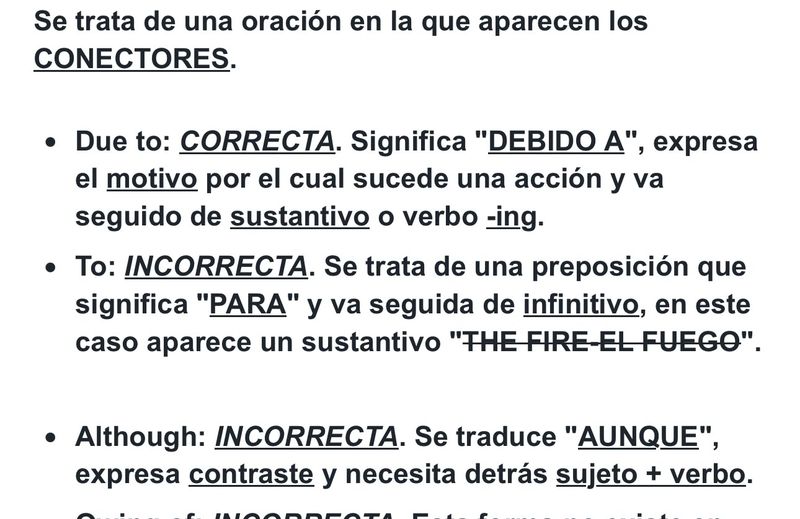 Se trata de una oración en la que aparecen los
CONECTORES.
• Due to: CORRECTA. Significa "DEBIDO A", expresa
el motivo por el cual sucede una acción y va
seguido de sustantivo o verbo -ing.
• To: INCORRECTA. Se trata de una preposición que
significa "PARA" y va seguida de infinitivo, en este
caso aparece un sustantivo "THE FIRE-EL FUEGO".
• Although: INCORRECTA. Se traduce "AUNQUE",
expresa contraste y necesita detrás sujeto + verbo.